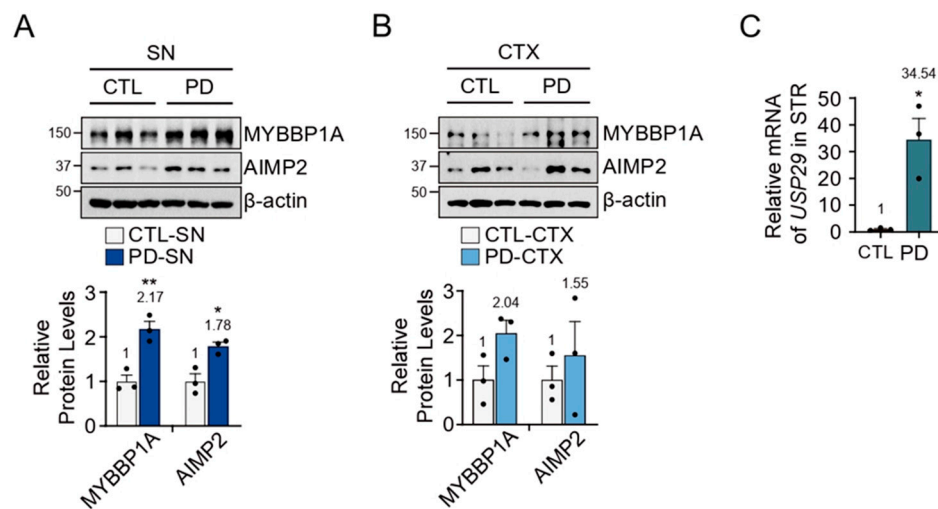 A
SN
CTL PD
150 MYBBP1A
37 AIMP2
50 β-actin
CTL-SN
PD-SN
Relative
Protein Levels
3
2
1
0
1
**
2.17
1
*
1.78
MYBBP1A
AIMP2
B
CTX
CTL PD
150 MYBBP1A
37 AIMP2
50 β-actin
CTL-CTX
PD-CTX
Relative
Protein Levels
3
2
1
0
1
2.04
1
1.55
MYBBP1A
AIMP2
C
Relative mRNA
of USP29 in STR
50
40
30
20
10
0
1
34.54
*
CTL PD